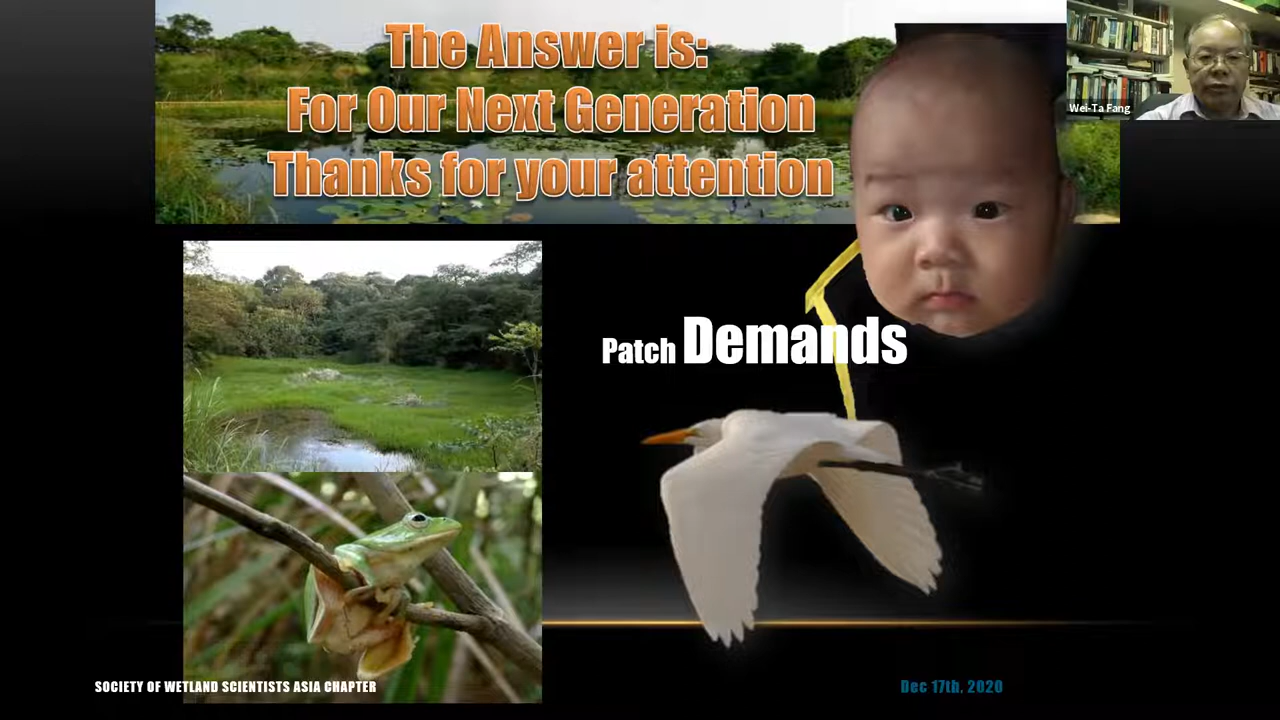 The Answer is:
For Our Next Generation
Thanks for your attention
Wei-Ta Fang
Patch Demands
SOCIETY OF WETLAND SCIENTISTS ASIA CHAPTER
Dec 17th, 2020